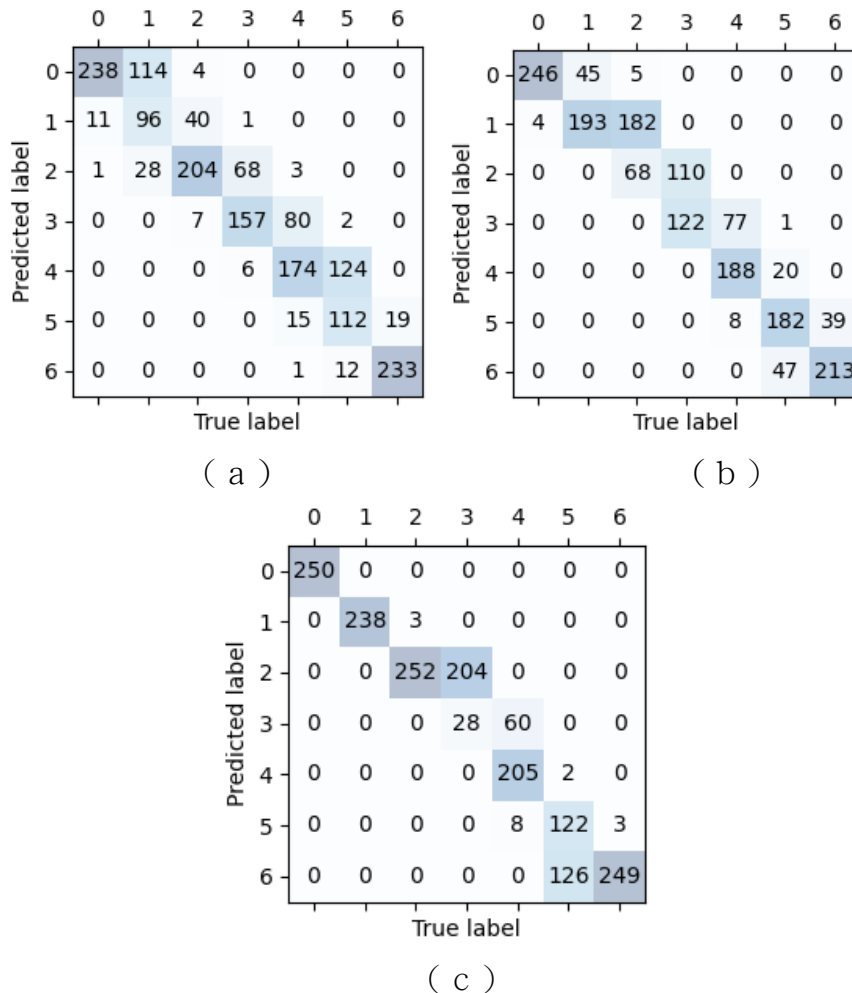 0 1 2 3 4 5 6
0 238 114 4 0 0 0 0
1 11 96 40 1 0 0 0
2 1 28 204 68 3 0 0
3 0 0 7 157 80 2 0
4 0 0 0 6 174 124 0
5 0 0 0 0 15 112 19
6 0 0 0 0 1 12 233
Predicted label
True label
( a )
0 1 2 3 4 5 6
0 246 45 5 0 0 0 0
1 4 193 182 0 0 0 0
2 0 0 68 110 0 0 0
3 0 0 0 122 77 1 0
4 0 0 0 0 188 20 0
5 0 0 0 0 8 182 39
6 0 0 0 0 0 47 213
Predicted label
True label
( b )
0 1 2 3 4 5 6
0 250 0 0 0 0 0 0
1 0 238 3 0 0 0 0
2 0 0 252 204 0 0 0
3 0 0 0 28 60 0 0
4 0 0 0 0 205 2 0
5 0 0 0 0 8 122 3
6 0 0 0 0 0 126 249
Predicted label
True label
( c )